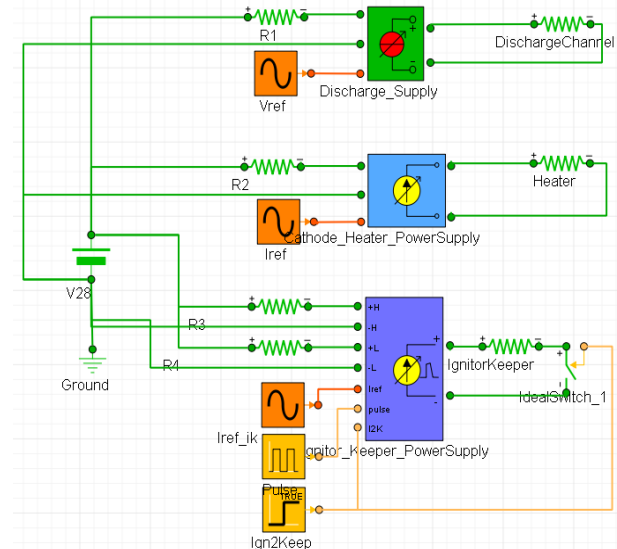 R1
DischargeChannel
Vref
Discharge_Supply
R2
Heater
Iref
Cathode_Heater_PowerSupply
V28
+H
R3
-H
+L
IgnitorKeeper
R4
-L
Ground
Iref
IdealSwitch_1
pulse
Iref_ik
I2K
Ignitor_Keeper_PowerSupply
Pulse
TRUE
Ign2Keep